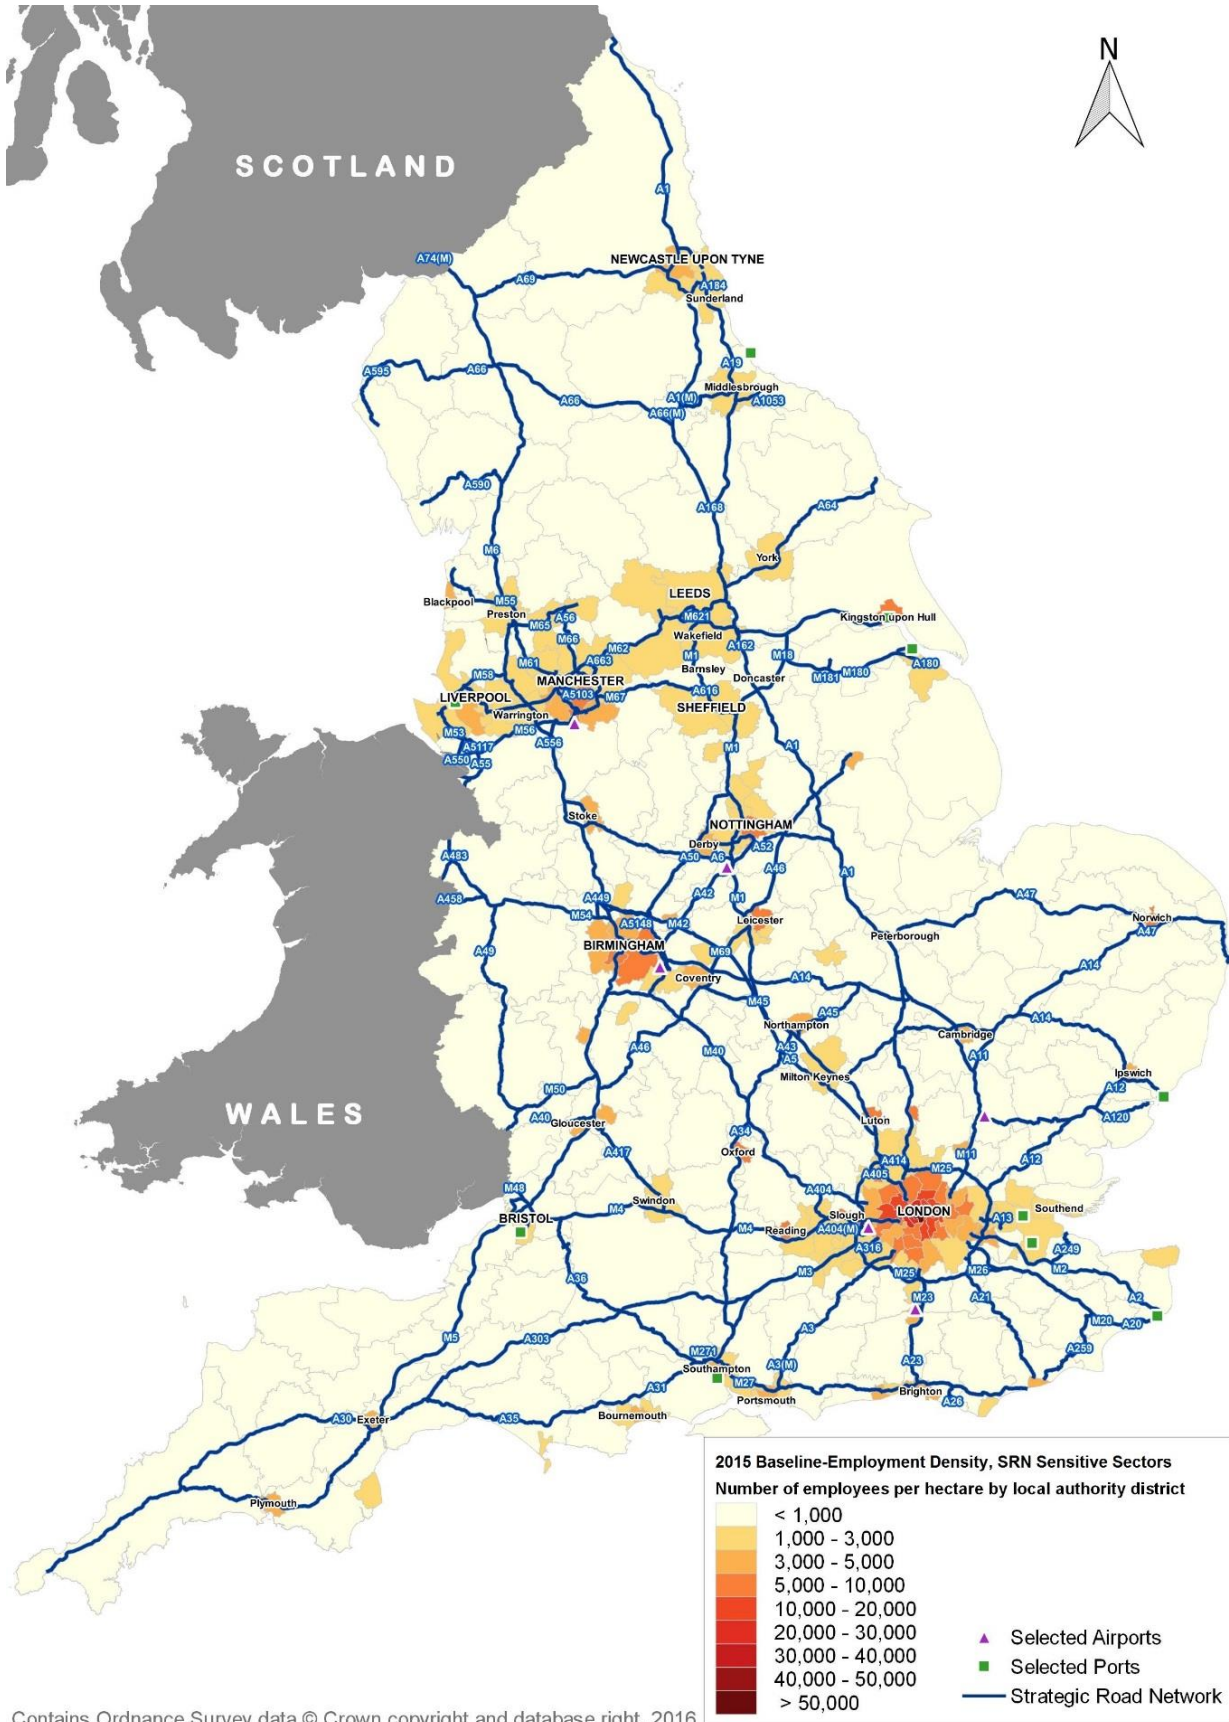 N
SCOTLAND
A1
A74(M)
NEWCASTLE UPON TYNE
A69
A184
Sunderland
A19
A595
A66
Middlesbrough
A66
A1(M)
A1053
A66(M)
A590
A168
A64
M6
York
LEEDS
Blackpool
M55
Preston
A56
M621
Kingston upon Hull
M65
Wakefield
M66
A162
M62
M1
M18
M61
A663
Barnsley
A180
M58
MANCHESTER
Doncaster
M180
M181
LIVERPOOL
A5103
M67
A616
SHEFFIELD
Warrington
M53
M56
A556
A5117
A550
A55
M1
A1
Stoke
NOTTINGHAM
Derby
A52
A483
A50
A6
A46
A1
A458
A449
A42
M1
A47
M54
A5148
M42
Leicester
Norwich
BIRMINGHAM
Peterborough
A47
A49
M69
Coventry
A14
A14
M45
A45
A14
Northampton
Cambridge
A46
M40
A43
A5
A11
Milton Keynes
Ipswich
M50
A12
WALES
A40
Gloucester
Luton
A120
A34
A417
Oxford
A414
M11
A12
M25
A405
M48
A404
Swindon
Southend
BRISTOL
M4
Slough
LONDON
A13
M4
Reading
A404(M)
A316
A249
A36
M3
M25
M26
M2
M23
A21
A2
M5
A303
A3
M20
A20
M271
A3(M)
A23
A259
Southampton
M27
A31
Portsmouth
Brighton
A26
A30
Exeter
A35
Bournemouth
Plymouth
2015 Baseline-Employment Density, SRN Sensitive Sectors
Number of employees per hectare by local authority district
< 1,000
1,000 - 3,000
3,000 - 5,000
5,000 - 10,000
10,000 - 20,000
20,000 - 30,000
30,000 - 40,000
40,000 - 50,000
> 50,000
Selected Airports
Selected Ports
Strategic Road Network
Contains Ordnance Survey data © Crown copyright and database right 2016